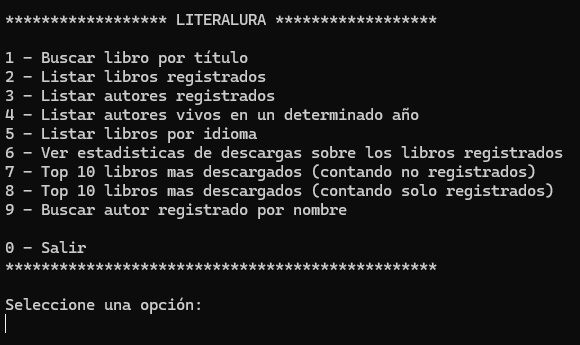 ****************** LITERALURA ******************
1 - Buscar libro por título
2 - Listar libros registrados
3 - Listar autores registrados
4 - Listar autores vivos en un determinado año
5 - Listar libros por idioma
6 - Ver estadisticas de descargas sobre los libros registrados
7 - Top 10 libros mas descargados (contando no registrados)
8 - Top 10 libros mas descargados (contando solo registrados)
9 - Buscar autor registrado por nombre
0 - Salir
************************************************
Seleccione una opción: